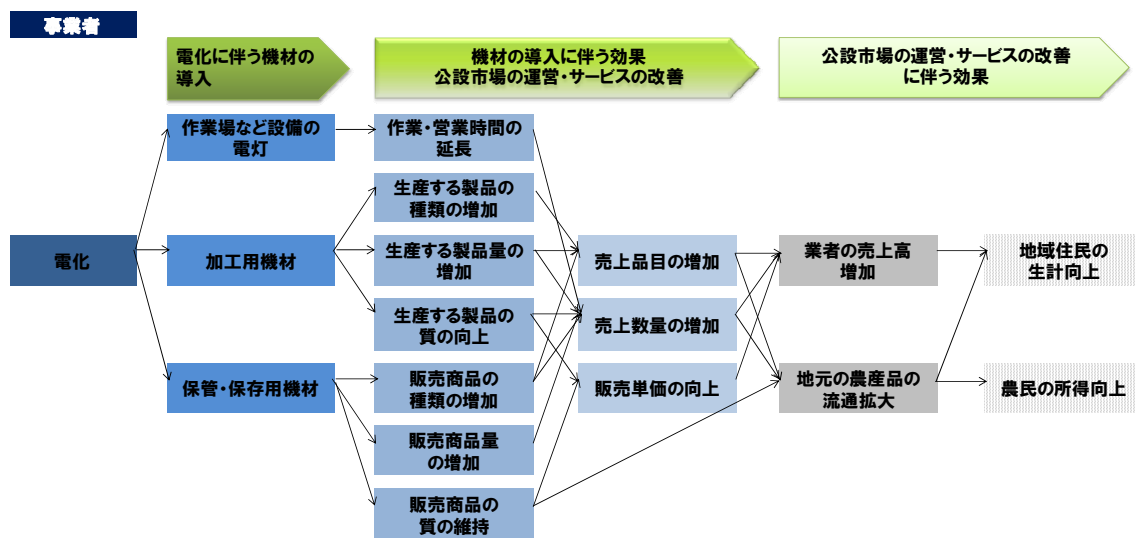 事業者
電化に伴う機材の
導入
機材の導入に伴う効果
公設市場の運営・サービスの改善
公設市場の運営・サービスの改善
に伴う効果
作業場など設備の
電灯
作業・営業時間の
延長
生産する製品の
種類の増加
電化
加工用機材
生産する製品量の
増加
売上品目の増加
業者の売上高
増加
地域住民の
生計向上
生産する製品の
質の向上
売上数量の増加
保管・保存用機材
販売商品の
種類の増加
販売単価の向上
地元の農産品の
流通拡大
農民の所得向上
販売商品量
の増加
販売商品の
質の維持